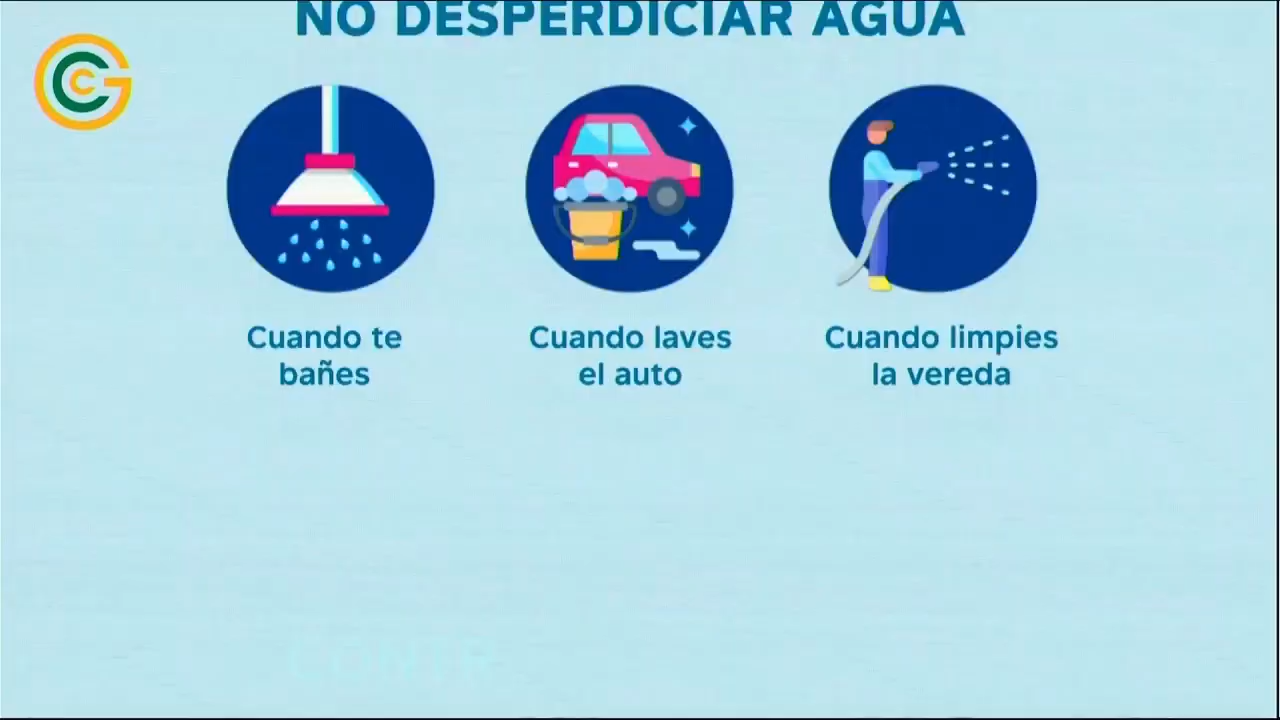 NO DESPERDICIAR AGUA
Cuando te
bañes
Cuando laves
el auto
Cuando limpies
la vereda